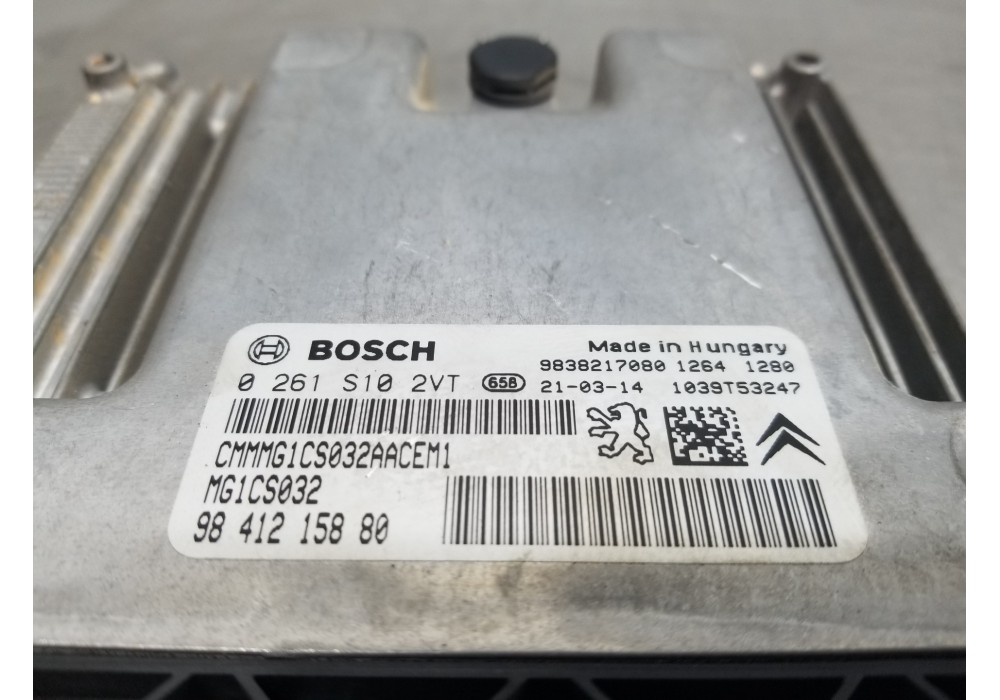 BOSCH
Made in Hungary
9838217080 1264 1280
0 261 S10 2VT 658 21-03-14 1039T53247
CMMMG1CS032AACEM1
MG1CS032
98 412 158 80